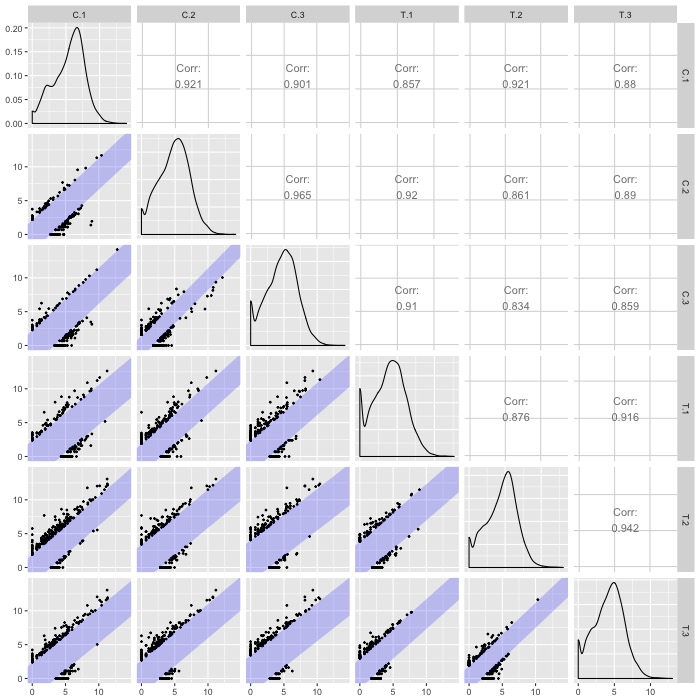 C.1 C.2 C.3 T.1 T.2 T.3
0.20
0.15
0.10
0.05
0.00
Corr:
0.921
Corr:
0.901
Corr:
0.857
Corr:
0.921
Corr:
0.88
C.1
10
5
0
Corr:
0.965
Corr:
0.92
Corr:
0.861
Corr:
0.89
C.2
10
5
0
Corr:
0.91
Corr:
0.834
Corr:
0.859
C.3
10
5
0
Corr:
0.876
Corr:
0.916
T.1
10
5
0
Corr:
0.942
T.2
10
5
0
T.3
0 5 10 0 5 10 0 5 10 0 5 10 0 5 10 0 5 10